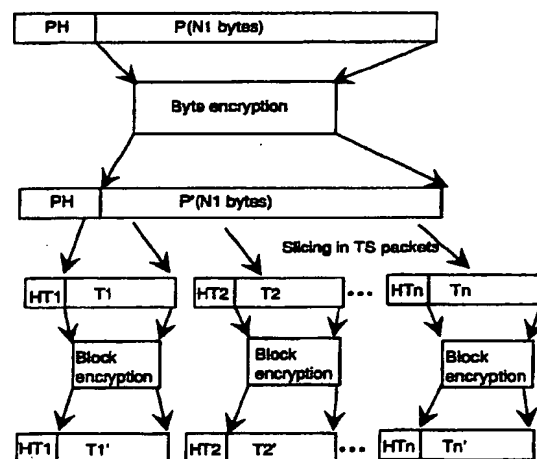 PH P(N1 bytes)
Byte encryption
PH P'(N1 bytes)
Slicing in TS packets
HT1 T1 HT2 T2 ... HTn Tn
Block encryption Block encryption Block encryption
HT1 T1' HT2 T2' ... HTn Tn'